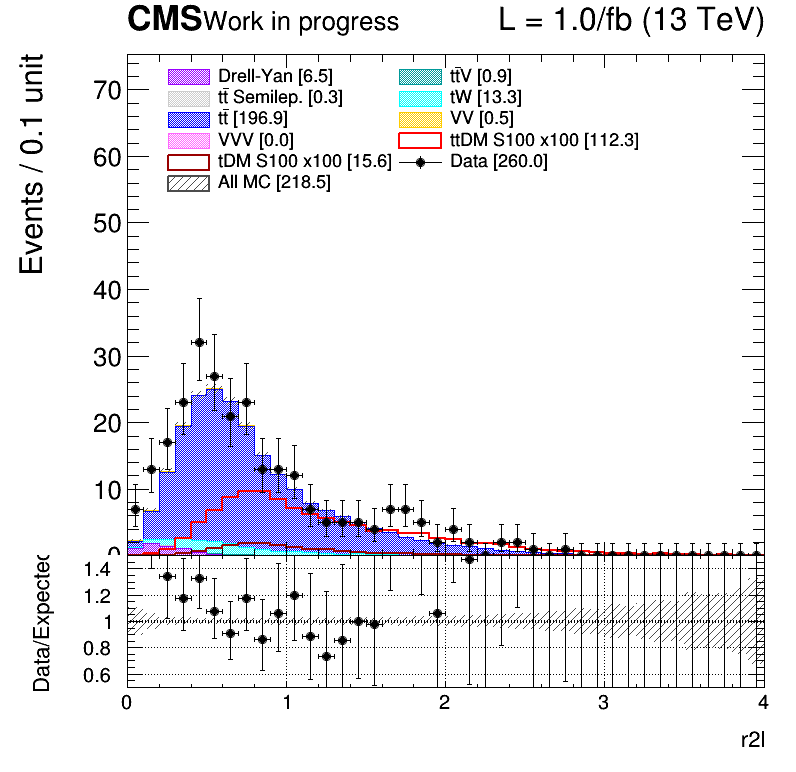 CMS Work in progress L = 1.0/fb (13 TeV)
Events / 0.1 unit
70
60
50
40
30
20
10
0
Drell-Yan [6.5]
tt̄V [0.9]
tt̄ Semilep. [0.3]
tW [13.3]
tt̄ [196.9]
VV [0.5]
VVV [0.0]
ttDM S100 x100 [112.3]
tDM S100 x100 [15.6]
Data [260.0]
All MC [218.5]
Data/Expected
1.4
1.2
1
0.8
0.6
0 1 2 3 4
r2l